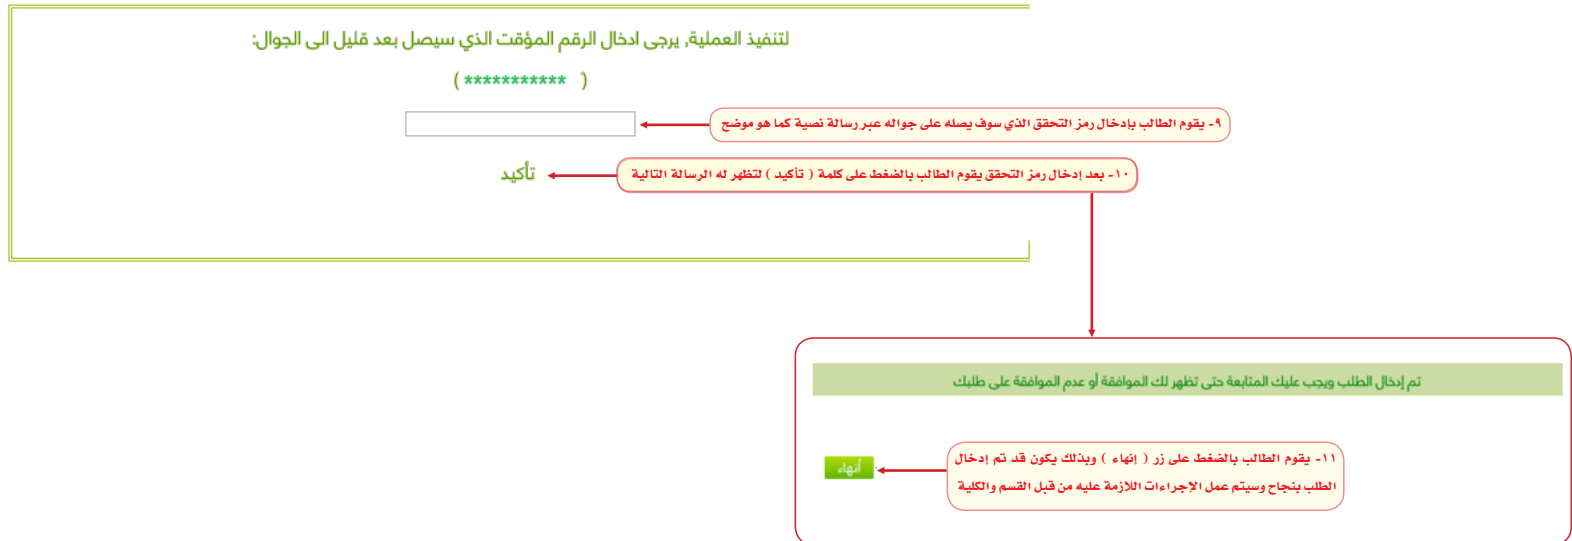 لتنفيذ العملية, يرجى ادخال الرقم المؤقت الذي سيصل بعد قليل الى الجوال:
( *********** )
٩- يقوم الطالب بإدخال رمز التحقق الذي سوف يصله على جواله عبر رسالة نصية كما هو موضح
تأكيد
١٠- بعد إدخال رمز التحقق يقوم الطالب بالضغط على كلمة ( تأكيد ) لتظهر له الرسالة التالية
تم إدخال الطلب ويجب عليك المتابعة حتى تظهر لك الموافقة أو عدم الموافقة على طلبك
١١- يقوم الطالب بالضغط على زر ( إنهاء ) وبذلك يكون قد تم إدخال
الطلب بنجاح وسيتم عمل الإجراءات اللازمة عليه من قبل القسم والكلية
أنهاء